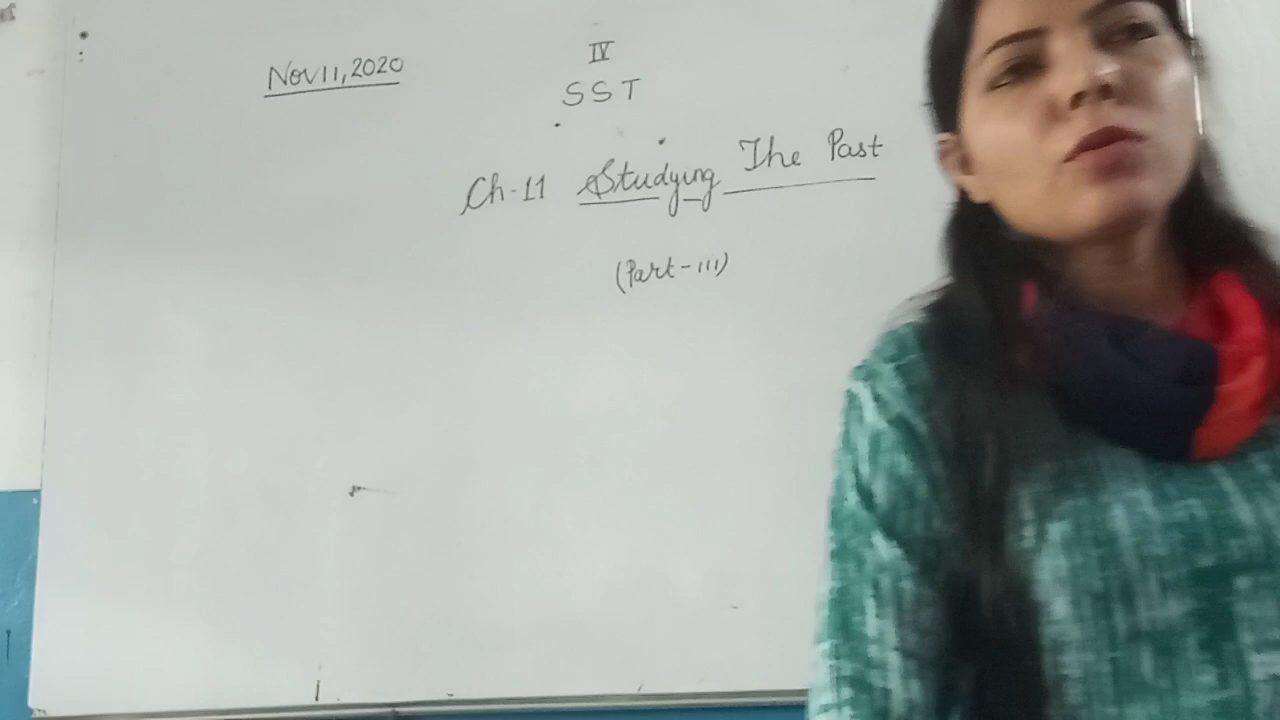 Nov 11, 2020
IV
SST
Ch-11 Studying The Past
(Part-III)